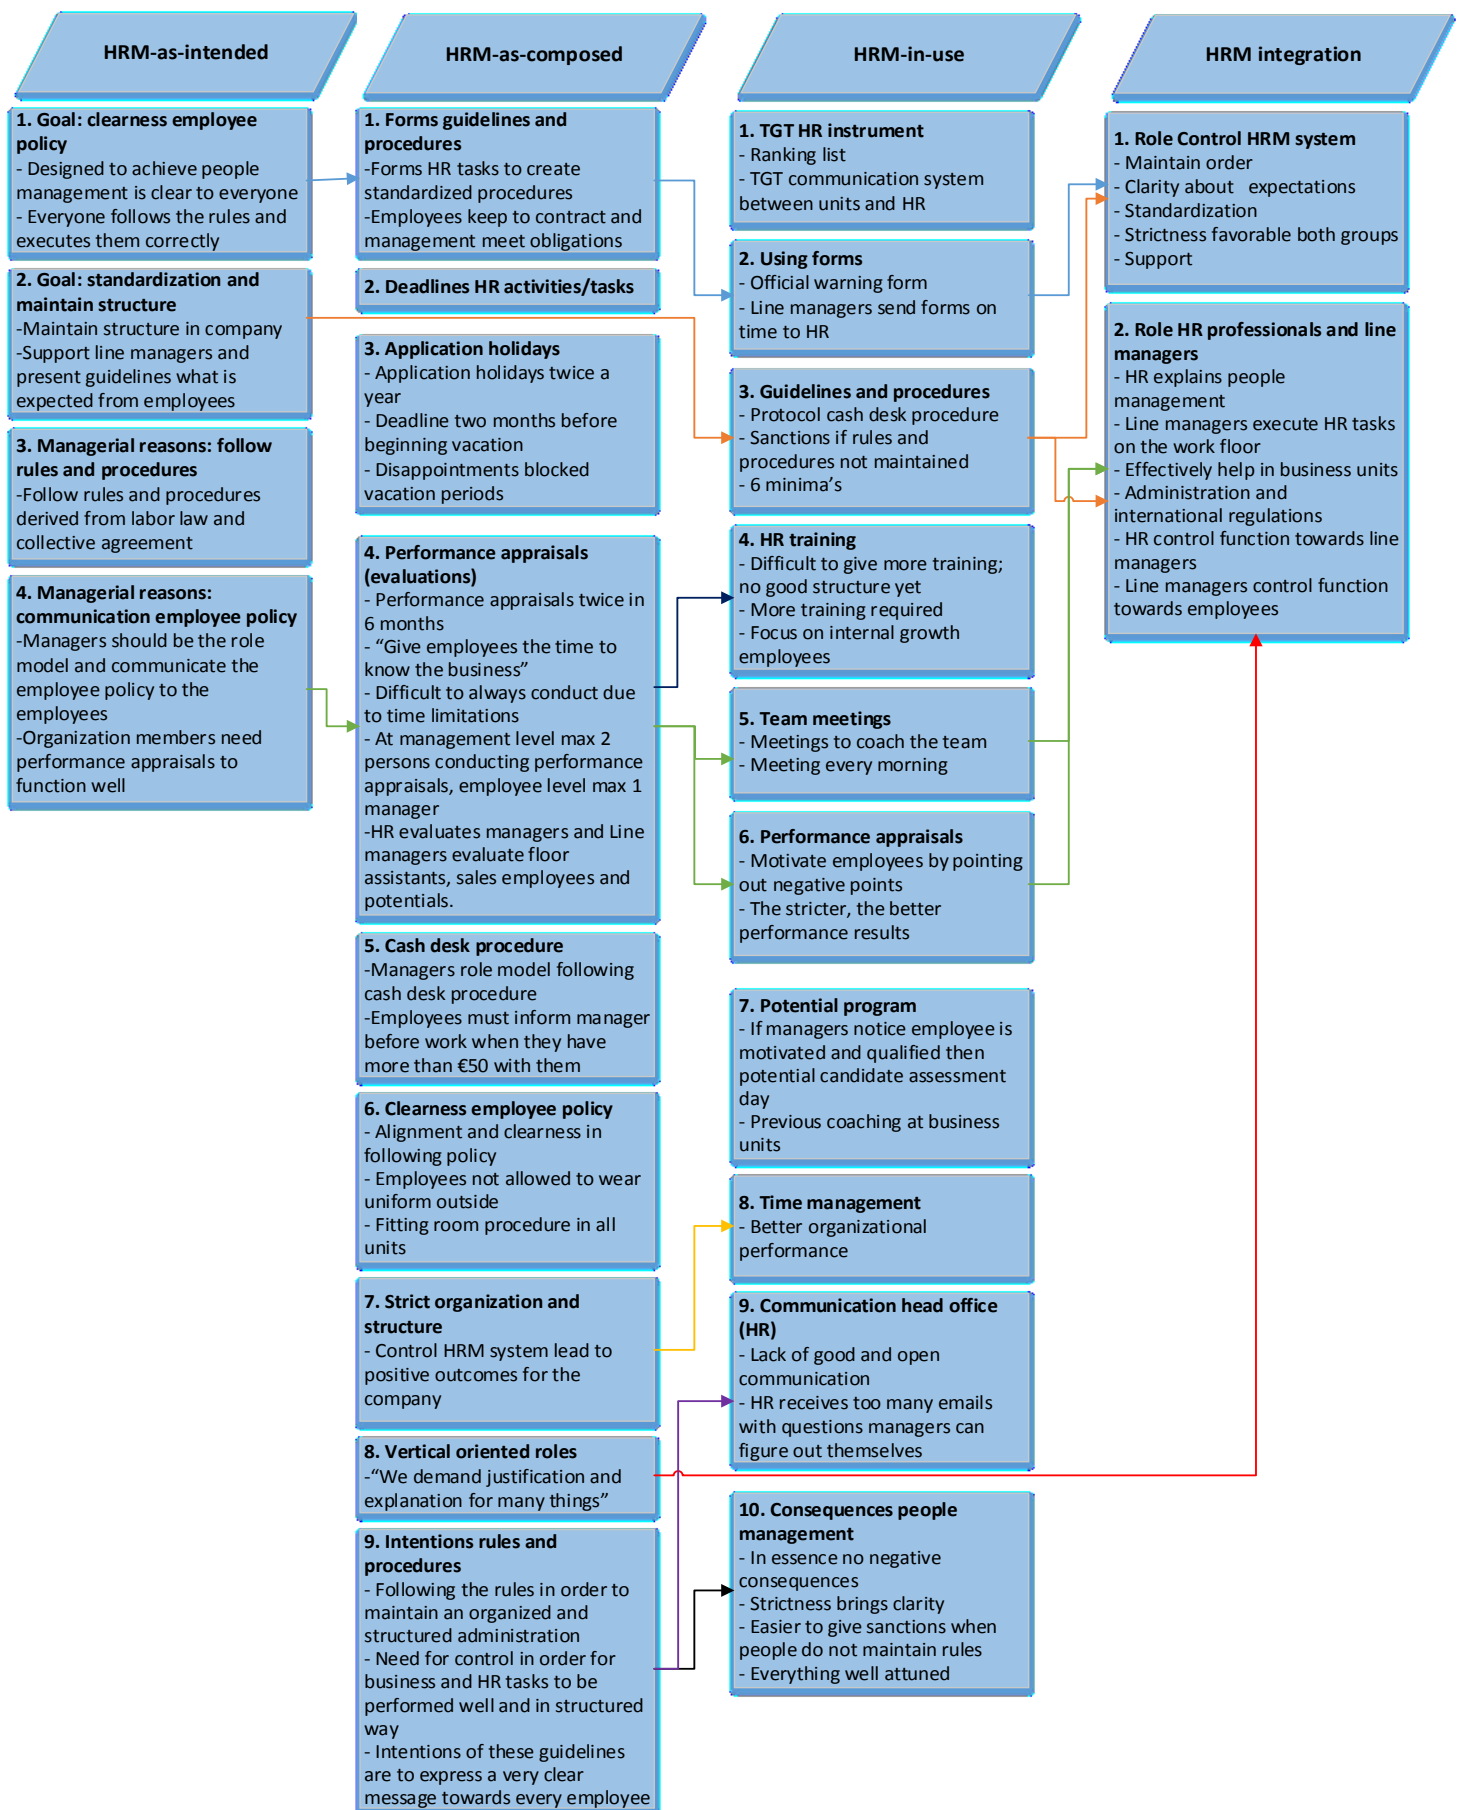 HRM-as-intended
HRM-as-composed
HRM-in-use
HRM integration
1. Goal: clearness employee
policy
- Designed to achieve people
management is clear to everyone
- Everyone follows the rules and
executes them correctly
2. Goal: standardization and
maintain structure
-Maintain structure in company
-Support line managers and
present guidelines what is
expected from employees
3. Managerial reasons: follow
rules and procedures
-Follow rules and procedures
derived from labor law and
collective agreement
4. Managerial reasons:
communication employee policy
-Managers should be the role
model and communicate the
employee policy to the
employees
-Organization members need
performance appraisals to
function well
1. Forms guidelines and
procedures
-Forms HR tasks to create
standardized procedures
-Employees keep to contract and
management meet obligations
2. Deadlines HR activities/tasks
3. Application holidays
- Application holidays twice a
year
- Deadline two months before
beginning vacation
- Disappointments blocked
vacation periods
4. Performance appraisals
(evaluations)
- Performance appraisals twice in
6 months
- “Give employees the time to
know the business”
- Difficult to always conduct due
to time limitations
- At management level max 2
persons conducting performance
appraisals, employee level max 1
manager
-HR evaluates managers and Line
managers evaluate floor
assistants, sales employees and
potentials.
5. Cash desk procedure
-Managers role model following
cash desk procedure
-Employees must inform manager
before work when they have
more than €50 with them
6. Clearness employee policy
- Alignment and clearness in
following policy
- Employees not allowed to wear
uniform outside
- Fitting room procedure in all
units
7. Strict organization and
structure
- Control HRM system lead to
positive outcomes for the
company
8. Vertical oriented roles
-“We demand justification and
explanation for many things”
9. Intentions rules and
procedures
- Following the rules in order to
maintain an organized and
structured administration
- Need for control in order for
business and HR tasks to be
performed well and in structured
way
- Intentions of these guidelines
are to express a very clear
message towards every employee
1. TGT HR instrument
- Ranking list
- TGT communication system
between units and HR
2. Using forms
- Official warning form
- Line managers send forms on
time to HR
3. Guidelines and procedures
- Protocol cash desk procedure
- Sanctions if rules and
procedures not maintained
- 6 minima’s
4. HR training
- Difficult to give more training;
no good structure yet
- More training required
- Focus on internal growth
employees
5. Team meetings
- Meetings to coach the team
- Meeting every morning
6. Performance appraisals
- Motivate employees by pointing
out negative points
- The stricter, the better
performance results
7. Potential program
- If managers notice employee is
motivated and qualified then
potential candidate assessment
day
- Previous coaching at business
units
8. Time management
- Better organizational
performance
9. Communication head office
(HR)
- Lack of good and open
communication
- HR receives too many emails
with questions managers can
figure out themselves
10. Consequences people
management
- In essence no negative
consequences
- Strictness brings clarity
- Easier to give sanctions when
people do not maintain rules
- Everything well attuned
1. Role Control HRM system
- Maintain order
- Clarity about expectations
- Standardization
- Strictness favorable both groups
- Support
2. Role HR professionals and line
managers
- HR explains people
management
- Line managers execute HR tasks
on the work floor
- Effectively help in business units
- Administration and
international regulations
- HR control function towards line
managers
- Line managers control function
towards employees